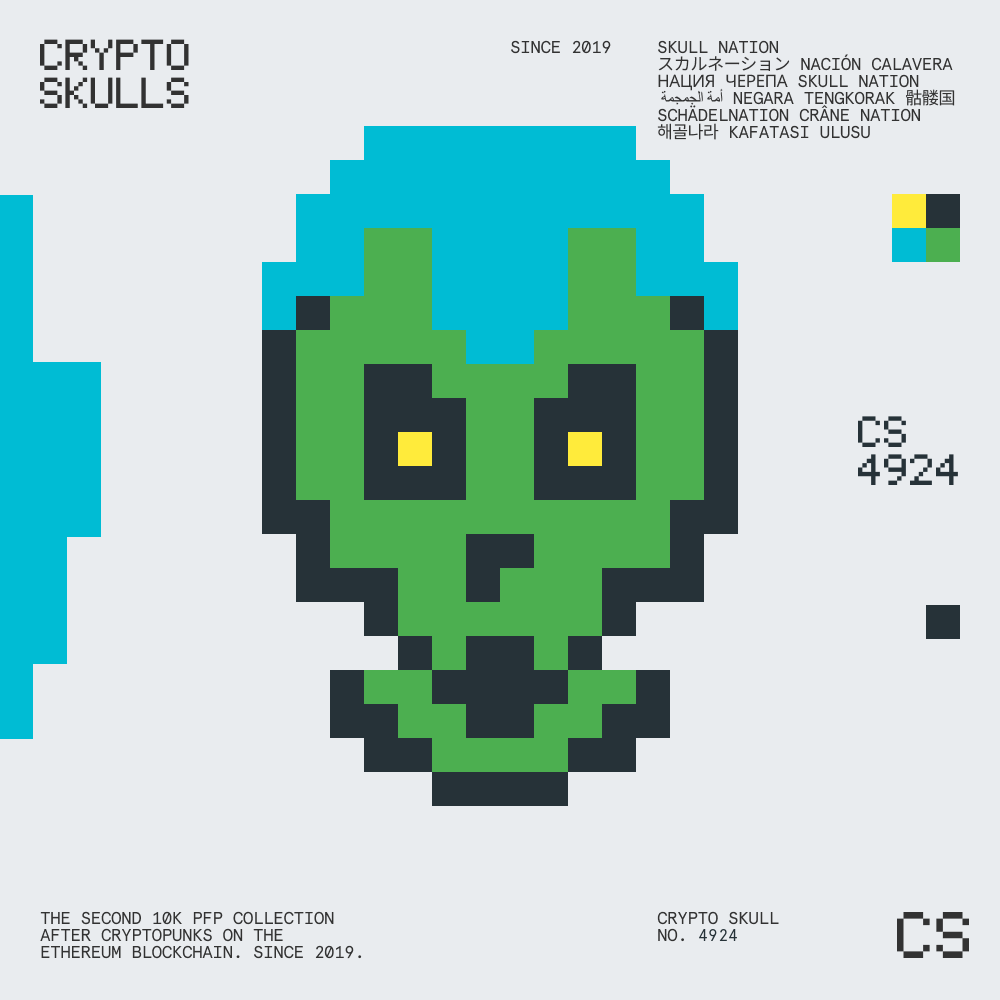 CRYPTO
SKULLS
SINCE 2019
SKULL NATION
スカルネーション NACIÓN CALAVERA
НАЦИЯ ЧЕРЕПА SKULL NATION
أمة الجمجمة NEGARA TENGKORAK 骷髅国
SCHÄDELNATION CRÂNE NATION
해골나라 KAFATASI ULUSU
CS
4924
THE SECOND 10K PFP COLLECTION
AFTER CRYPTOPUNKS ON THE
ETHEREUM BLOCKCHAIN. SINCE 2019.
CRYPTO SKULL
NO. 4924
CS